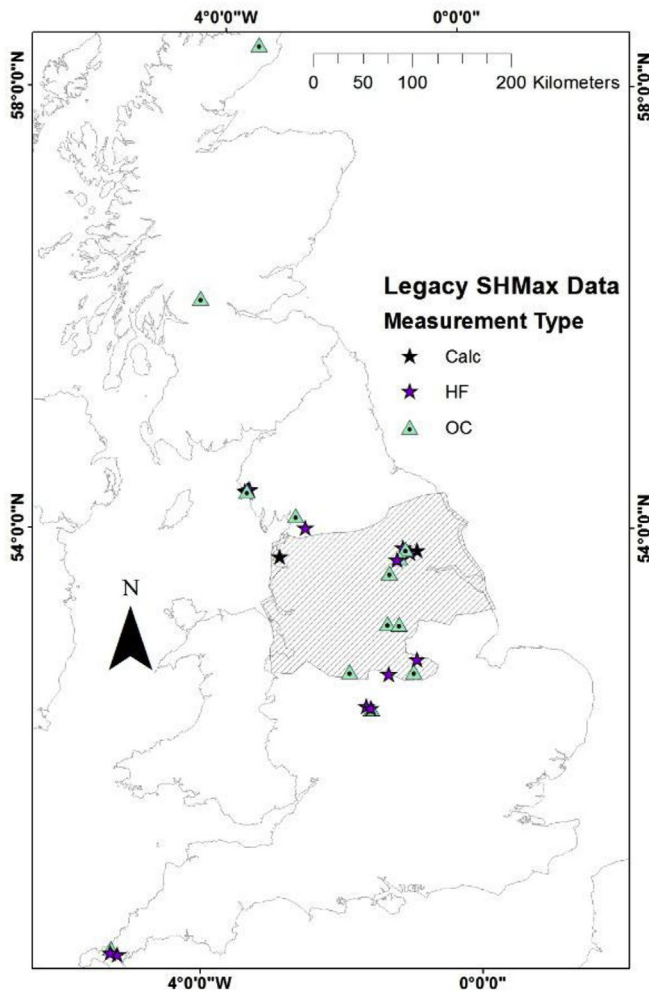 4°0'0"W 0°0'0"
58°0'0"N
58°0'0"N
0 50 100 200 Kilometers
Legacy SHMax Data
Measurement Type
Calc
HF
OC
54°0'0"N
54°0'0"N
N
4°0'0"W 0°0'0"